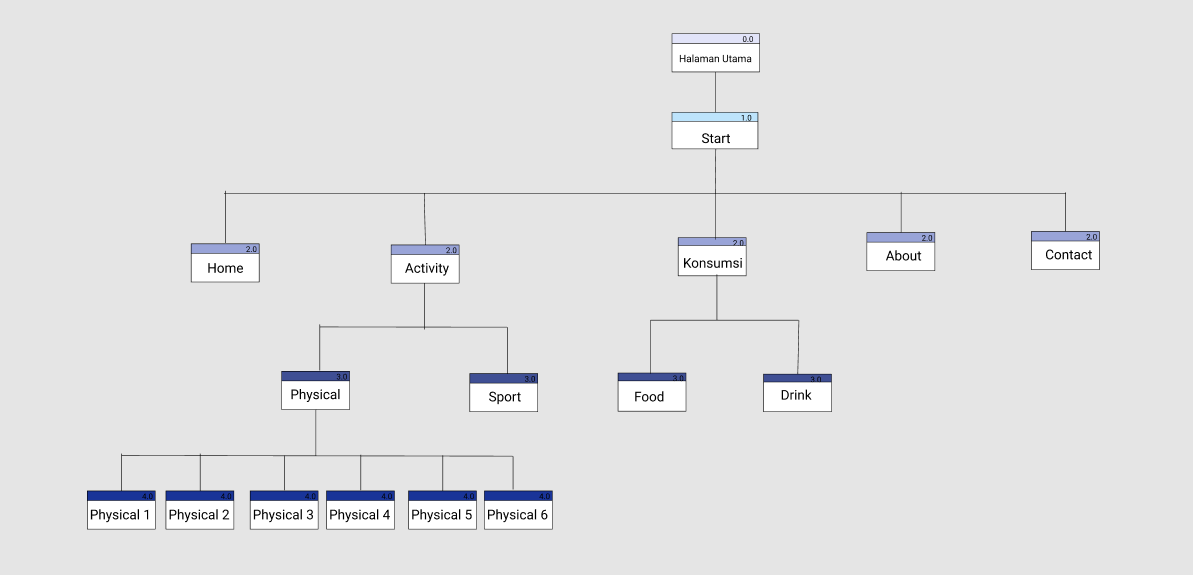 0.0
Halaman Utama
1.0
Start
2.0
Home
2.0
Activity
2.0
Konsumsi
2.0
About
2.0
Contact
3.0
Physical
3.0
Sport
3.0
Food
3.0
Drink
4.0
Physical 1
4.0
Physical 2
4.0
Physical 3
4.0
Physical 4
4.0
Physical 5
4.0
Physical 6